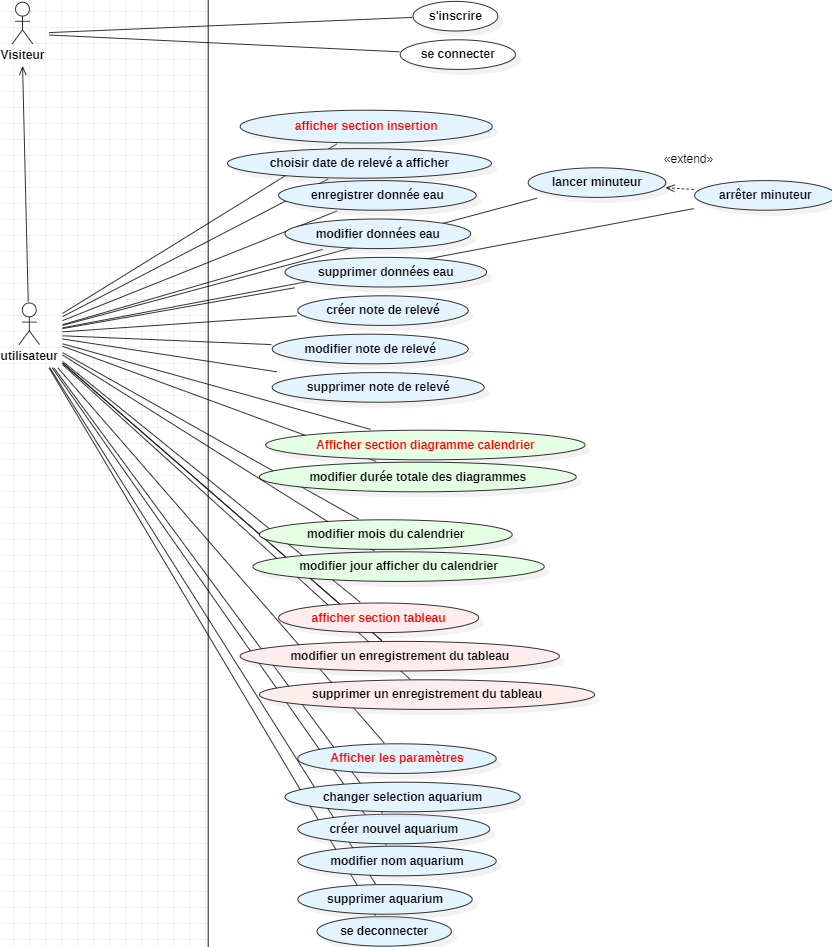 s'inscrire
Visiteur
se connecter
afficher section insertion
choisir date de relevé a afficher
«extend»
lancer minuteur
enregistrer donnée eau
arrêter minuteur
modifier données eau
supprimer données eau
créer note de relevé
utilisateur
modifier note de relevé
supprimer note de relevé
Afficher section diagramme calendrier
modifier durée totale des diagrammes
modifier mois du calendrier
modifier jour afficher du calendrier
afficher section tableau
modifier un enregistrement du tableau
supprimer un enregistrement du tableau
Afficher les paramètres
changer selection aquarium
créer nouvel aquarium
modifier nom aquarium
supprimer aquarium
se deconnecter